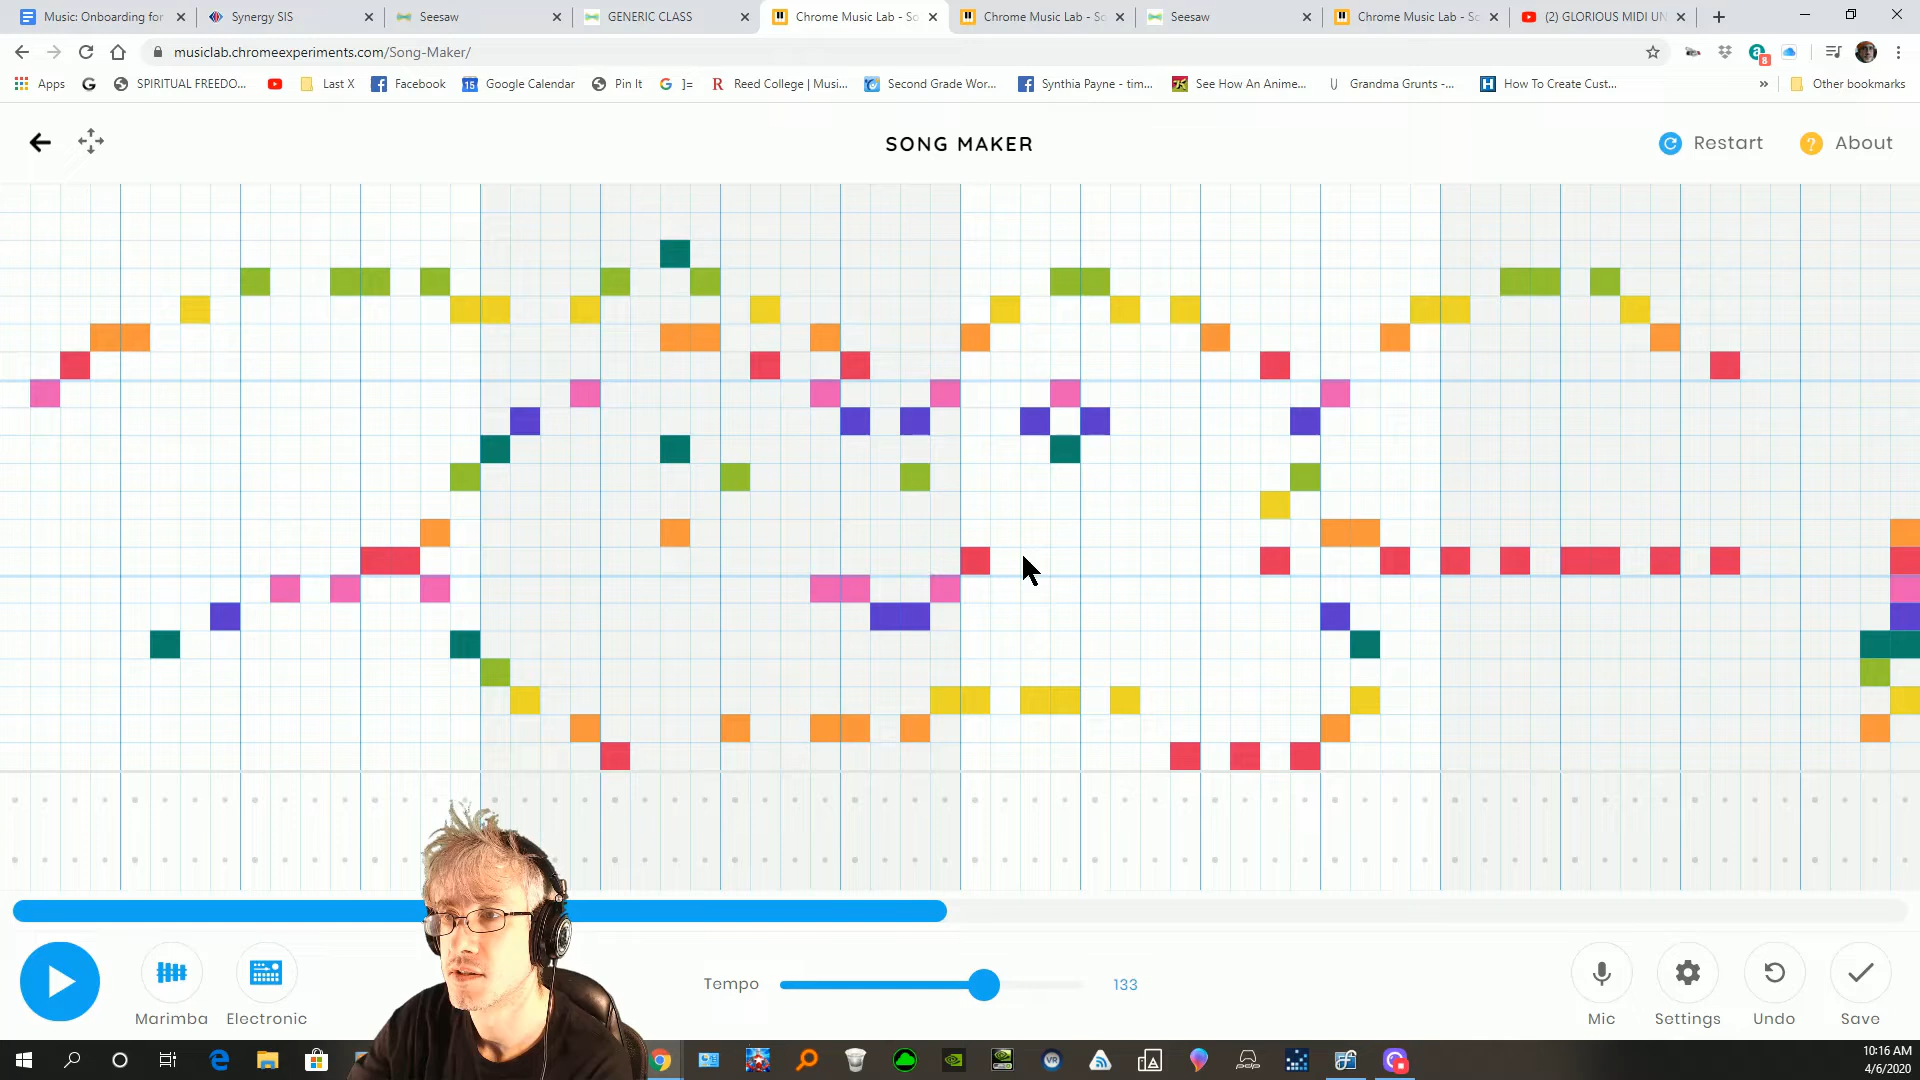 Music: Onboarding for
Synergy SIS
Seesaw
GENERIC CLASS
Chrome Music Lab - So
Chrome Music Lab - So
Seesaw
Chrome Music Lab - So
(2) GLORIOUS MIDI UN
musiclab.chromeexperiments.com/Song-Maker/
8
Apps
G
SPIRITUAL FREEDO...
Last X
Facebook
15
Google Calendar
Pin It
G
]=
R
Reed College | Musi...
Second Grade Wor...
Synthia Payne - tim...
See How An Anime...
U
Grandma Grunts -...
H
How To Create Cust...
»
Other bookmarks
SONG MAKER
Restart
?
About
Tempo
133
Marimba
Electronic
Mic
Settings
Undo
Save
VR
10:16 AM
4/6/2020